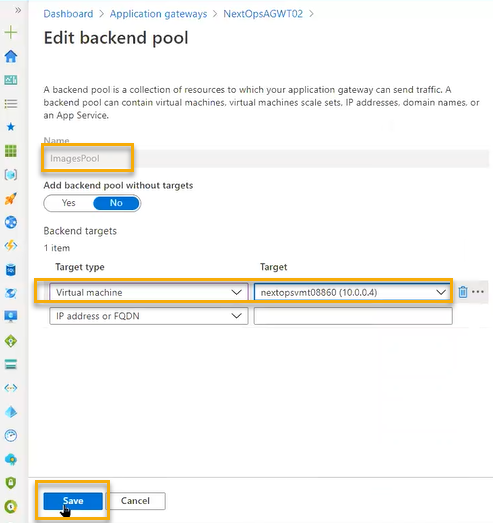 Dashboard > Application gateways > NextOpsAGWT02 >
Edit backend pool
A backend pool is a collection of resources to which your application gateway can send traffic. A
backend pool can contain virtual machines, virtual machines scale sets, IP addresses, domain names, or
an App Service.
Name
ImagesPool
Add backend pool without targets
Yes No
Backend targets
1 item
Target type Target
Virtual machine nextopsvmt08860 (10.0.0.4)
IP address or FQDN
Save Cancel